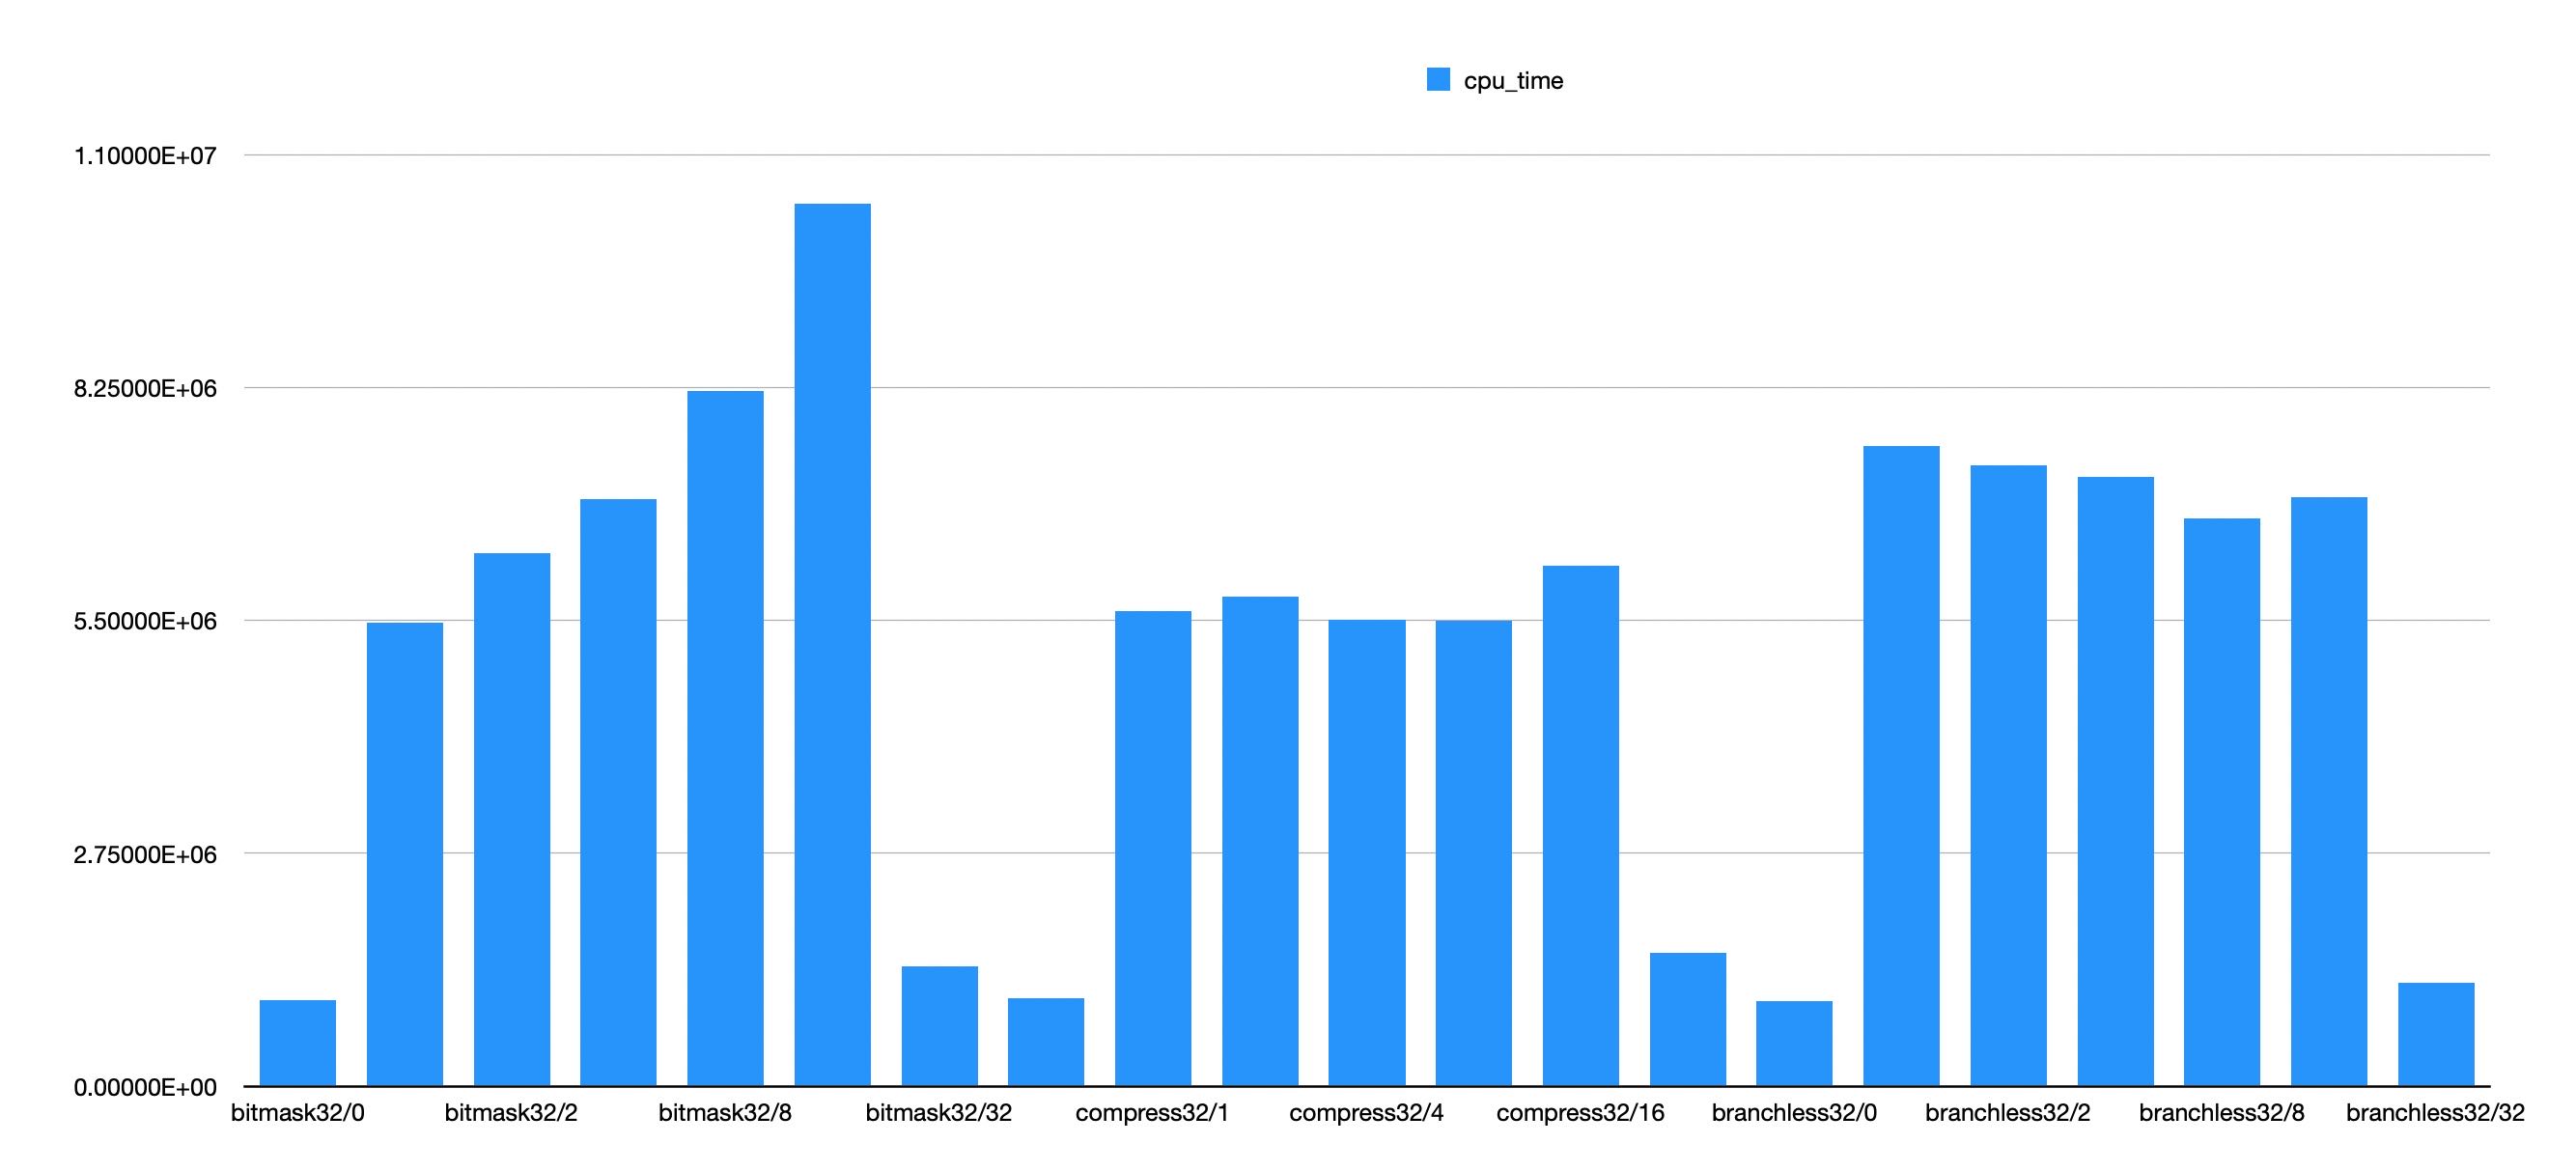 cpu_time
1.10000E+07
8.25000E+06
5.50000E+06
2.75000E+06
0.00000E+00
bitmask32/0 bitmask32/2 bitmask32/8 bitmask32/32 compress32/1 compress32/4 compress32/16 branchless32/0 branchless32/2 branchless32/8 branchless32/32